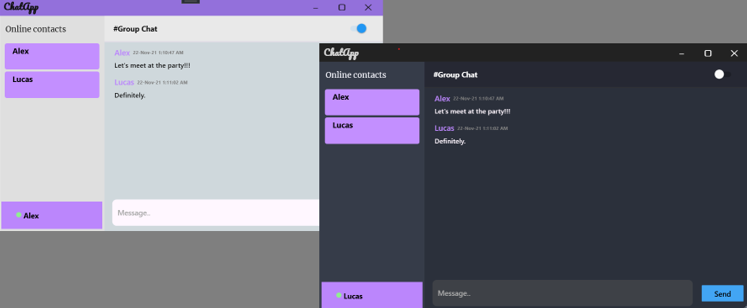 ChatApp
Online contacts
Alex
Lucas
#Group Chat
Alex 22-Nov-21 1:10:47 AM
Let's meet at the party!!!
Lucas 22-Nov-21 1:11:02 AM
Definitely.
Message..
Alex
ChatApp
Online contacts
Alex
Lucas
#Group Chat
Alex 22-Nov-21 1:10:47 AM
Let's meet at the party!!!
Lucas 22-Nov-21 1:11:02 AM
Definitely.
Message..
Send
Lucas